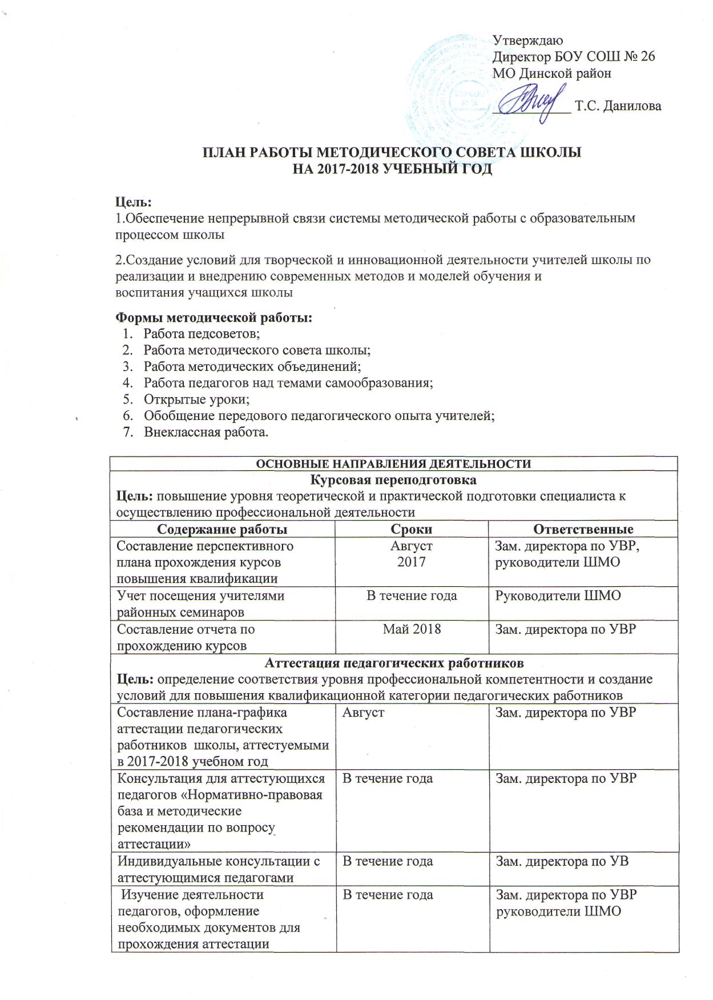 Утверждаю
Директор БОУ СОШ № 26
МО Динской район
Т.С. Данилова
ПЛАН РАБОТЫ МЕТОДИЧЕСКОГО СОВЕТА ШКОЛЫ
НА 2017-2018 УЧЕБНЫЙ ГОД
Цель:
1.Обеспечение непрерывной связи системы методической работы с образовательным
процессом школы
2.Создание условий для творческой и инновационной деятельности учителей школы по
реализации и внедрению современных методов и моделей обучения и
воспитания учащихся школы
Формы методической работы:
1. Работа педсоветов;
2. Работа методического совета школы;
3. Работа методических объединений;
4. Работа педагогов над темами самообразования;
5. Открытые уроки;
6. Обобщение передового педагогического опыта учителей;
7. Внеклассная работа.
ОСНОВНЫЕ НАПРАВЛЕНИЯ ДЕЯТЕЛЬНОСТИ
Курсовая переподготовка
Цель: повышение уровня теоретической и практической подготовки специалиста к
осуществлению профессиональной деятельности
Содержание работы Сроки Ответственные
Составление перспективного Август Зам. директора по УВР,
плана прохождения курсов 2017 руководители ШМО
повышения квалификации
Учет посещения учителями В течение года Руководители ШМО
районных семинаров
Составление отчета по Май 2018 Зам. директора по УВР
прохождению курсов
Аттестация педагогических работников
Цель: определение соответствия уровня профессиональной компетентности и создание
условий для повышения квалификационной категории педагогических работников
Составление плана-графика Август Зам. директора по УВР
аттестации педагогических
работников школы, аттестуемыми
в 2017-2018 учебном год
Консультация для аттестующихся В течение года Зам. директора по УВР
педагогов «Нормативно-правовая
база и методические
рекомендации по вопросу
аттестации»
Индивидуальные консультации с В течение года Зам. директора по УВ
аттестующимися педагогами
Изучение деятельности В течение года Зам. директора по УВР
педагогов, оформление руководители ШМО
необходимых документов для
прохождения аттестации